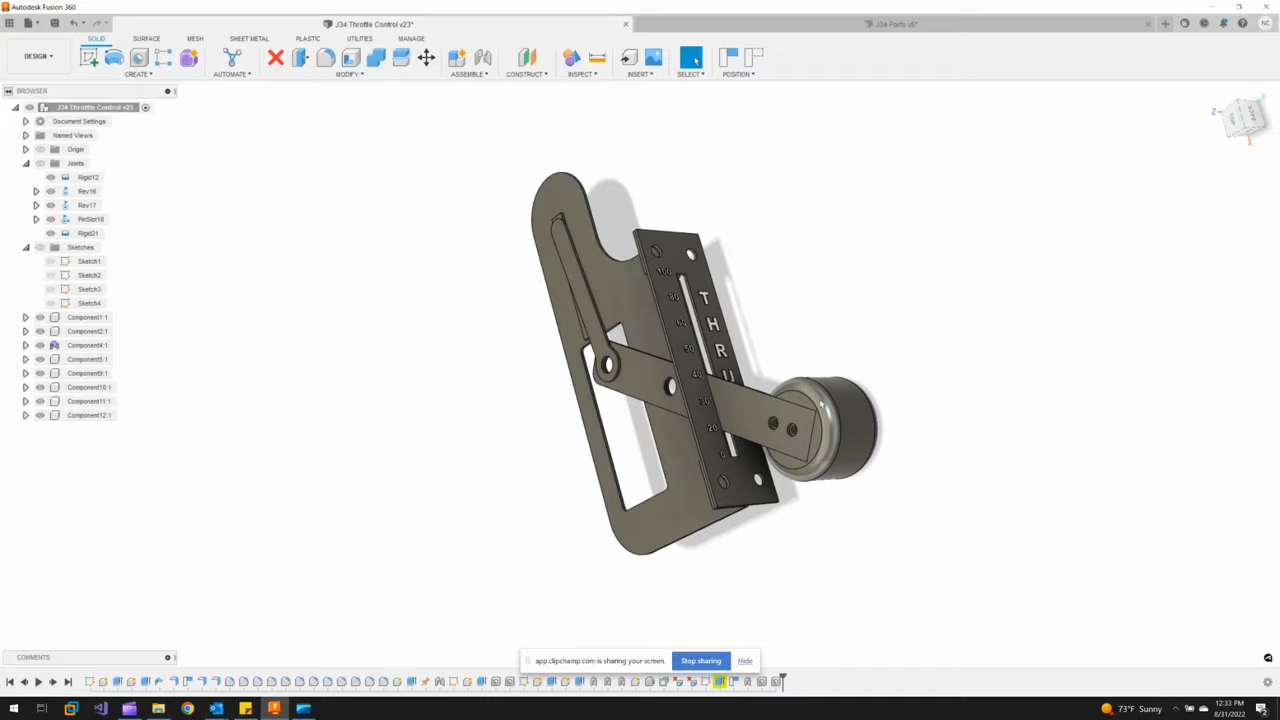 Autodesk Fusion 360
J34 Throttle Control v23*
J34 Parts v5*
NC
DESIGN
SOLID
SURFACE
MESH
SHEET METAL
PLASTIC
UTILITIES
MANAGE
CREATE
AUTOMATE
MODIFY
ASSEMBLE
CONSTRUCT
INSPECT
INSERT
SELECT
POSITION
BROWSER
J34 Throttle Control v23
Document Settings
Named Views
Origin
Joints
Rigid12
Rev16
Rev17
PinSlot18
Rigid21
Sketches
Sketch1
Sketch2
Sketch3
Sketch4
Component1:1
Component2:1
Component4:1
Component5:1
Component9:1
Component10:1
Component11:1
Component12:1
100
80
60
50
40
30
20
0
T
H
R
U
TOP
BACK
Z
X
COMMENTS
app.clipchamp.com is sharing your screen.
Stop sharing
Hide
73°F Sunny
12:33 PM
8/31/2022
2